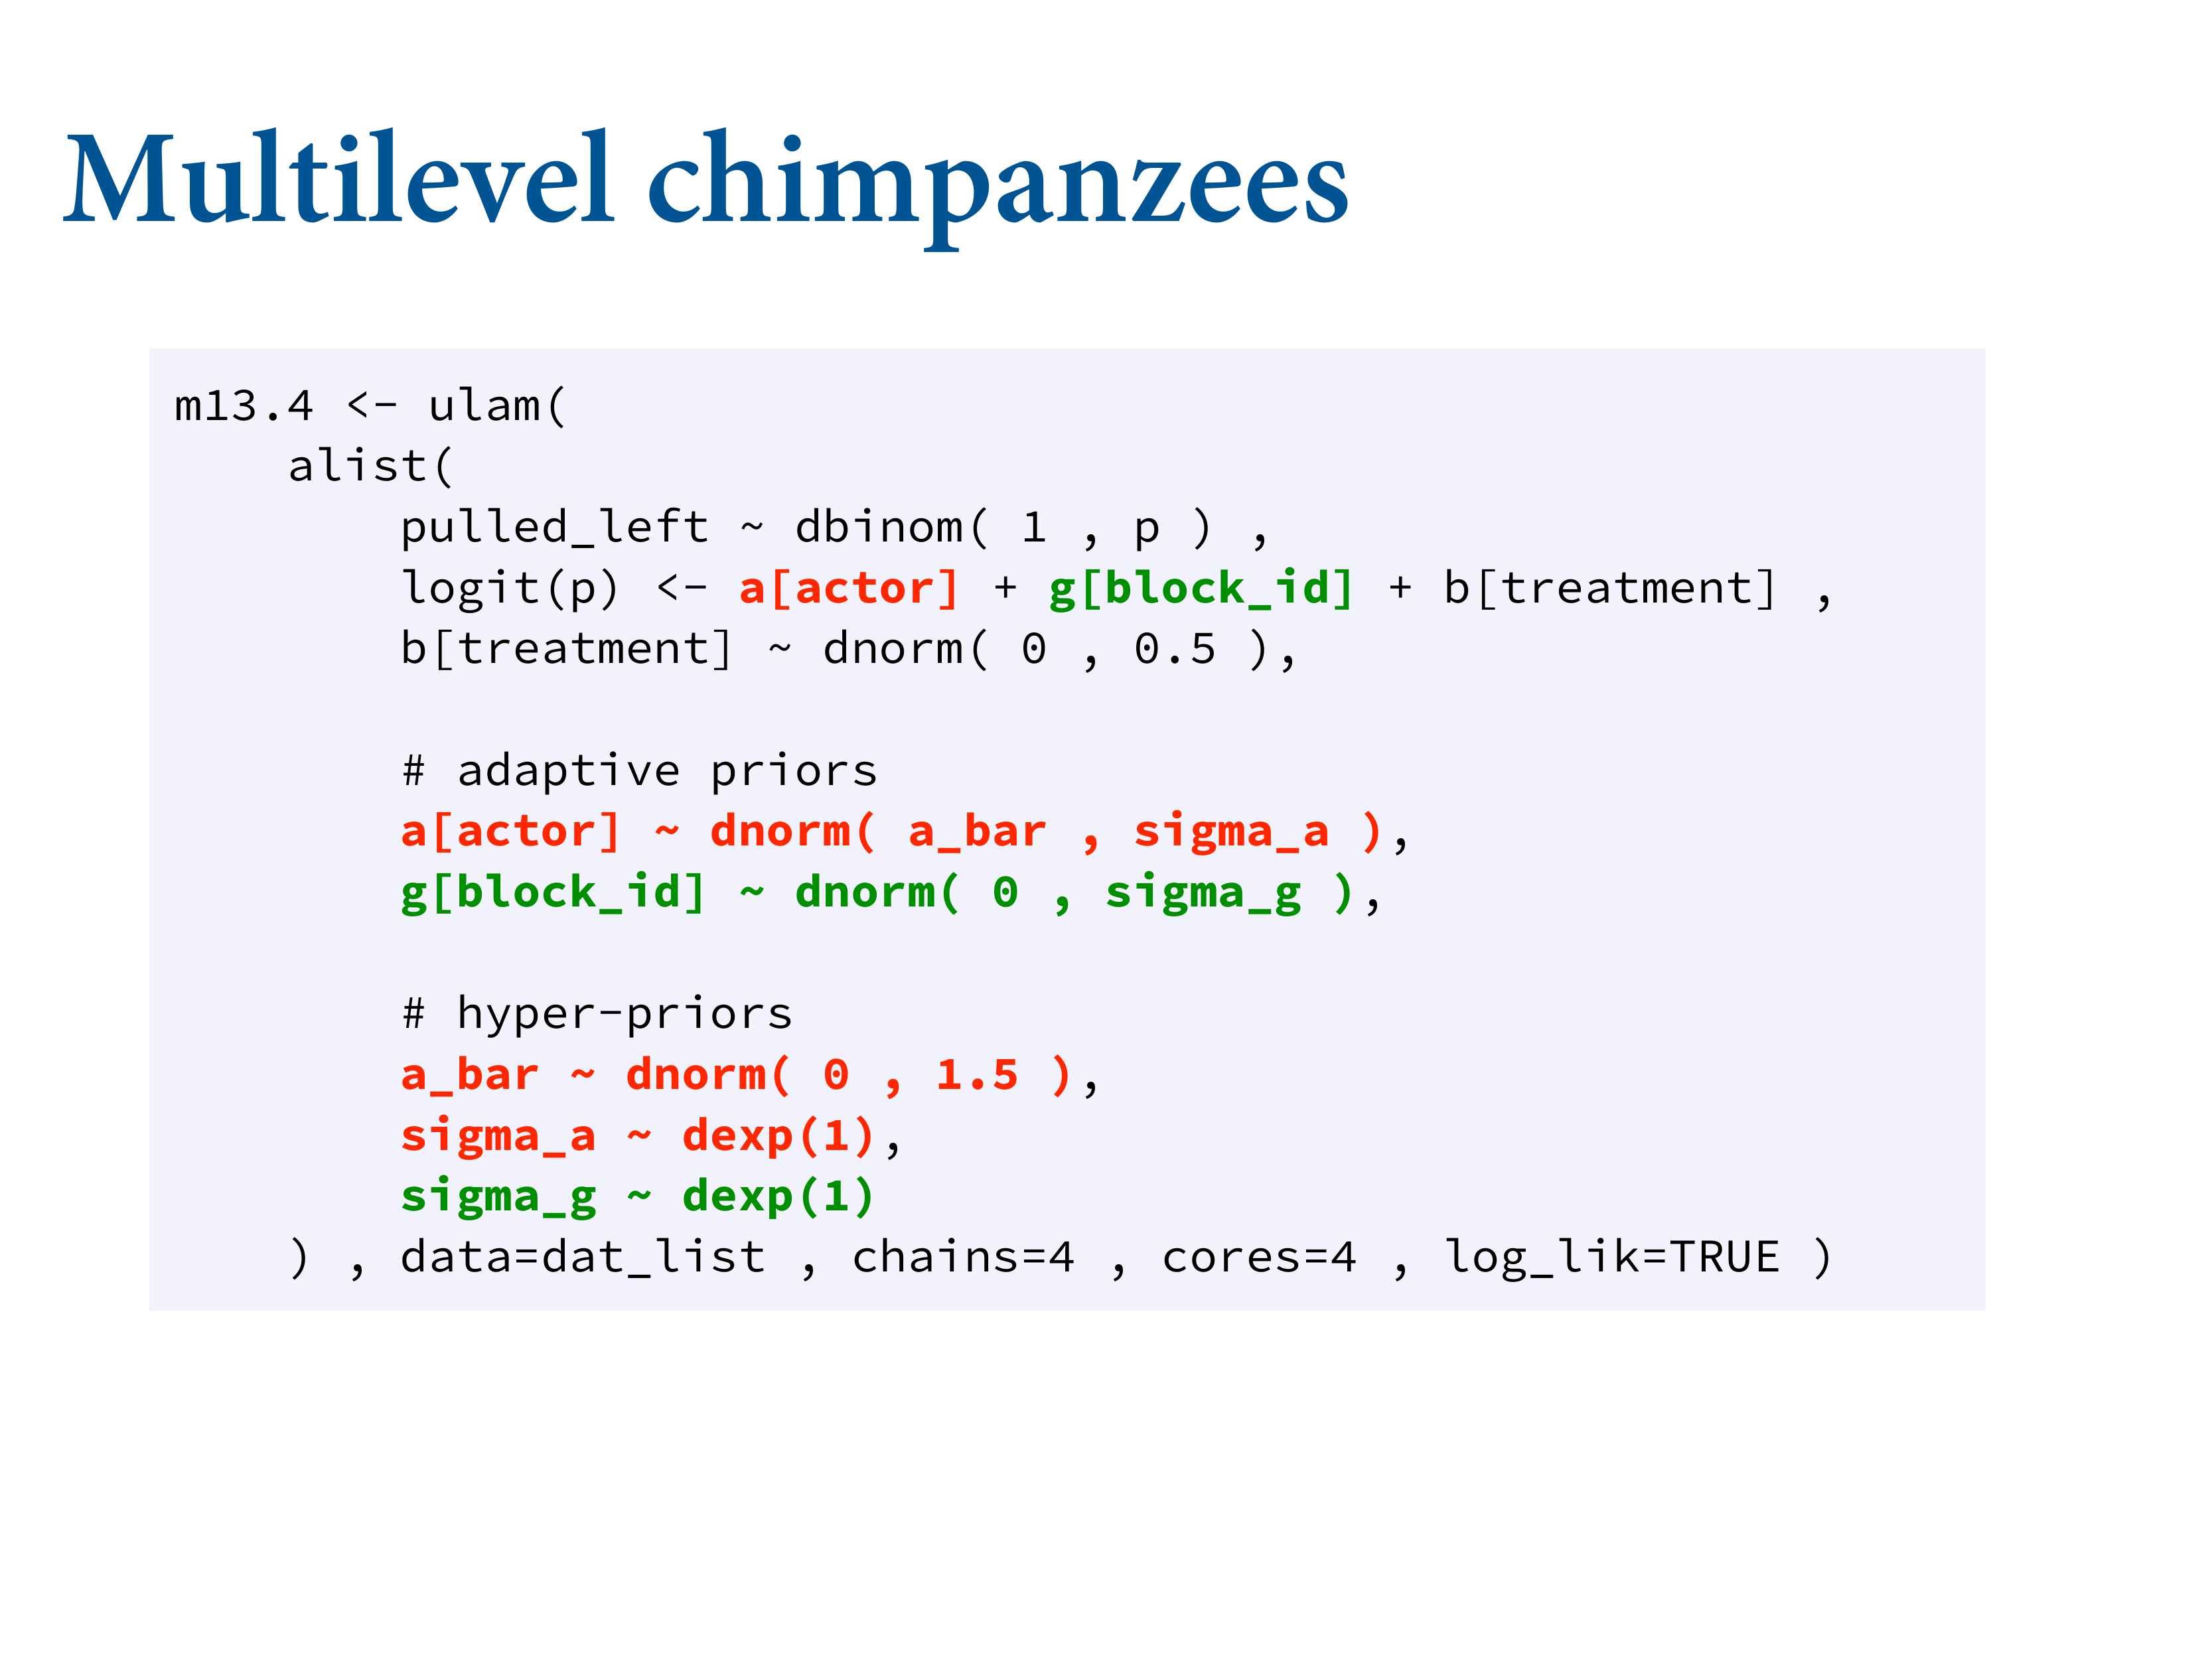 Multilevel chimpanzees
m13.4 <- ulam(
    alist(
        pulled_left ~ dbinom( 1 , p ) ,
        logit(p) <- a[actor] + g[block_id] + b[treatment] ,
        b[treatment] ~ dnorm( 0 , 0.5 ),
        # adaptive priors
        a[actor] ~ dnorm( a_bar , sigma_a ),
        g[block_id] ~ dnorm( 0 , sigma_g ),
        # hyper-priors
        a_bar ~ dnorm( 0 , 1.5 ),
        sigma_a ~ dexp(1),
        sigma_g ~ dexp(1)
    ) , data=dat_list , chains=4 , cores=4 , log_lik=TRUE )